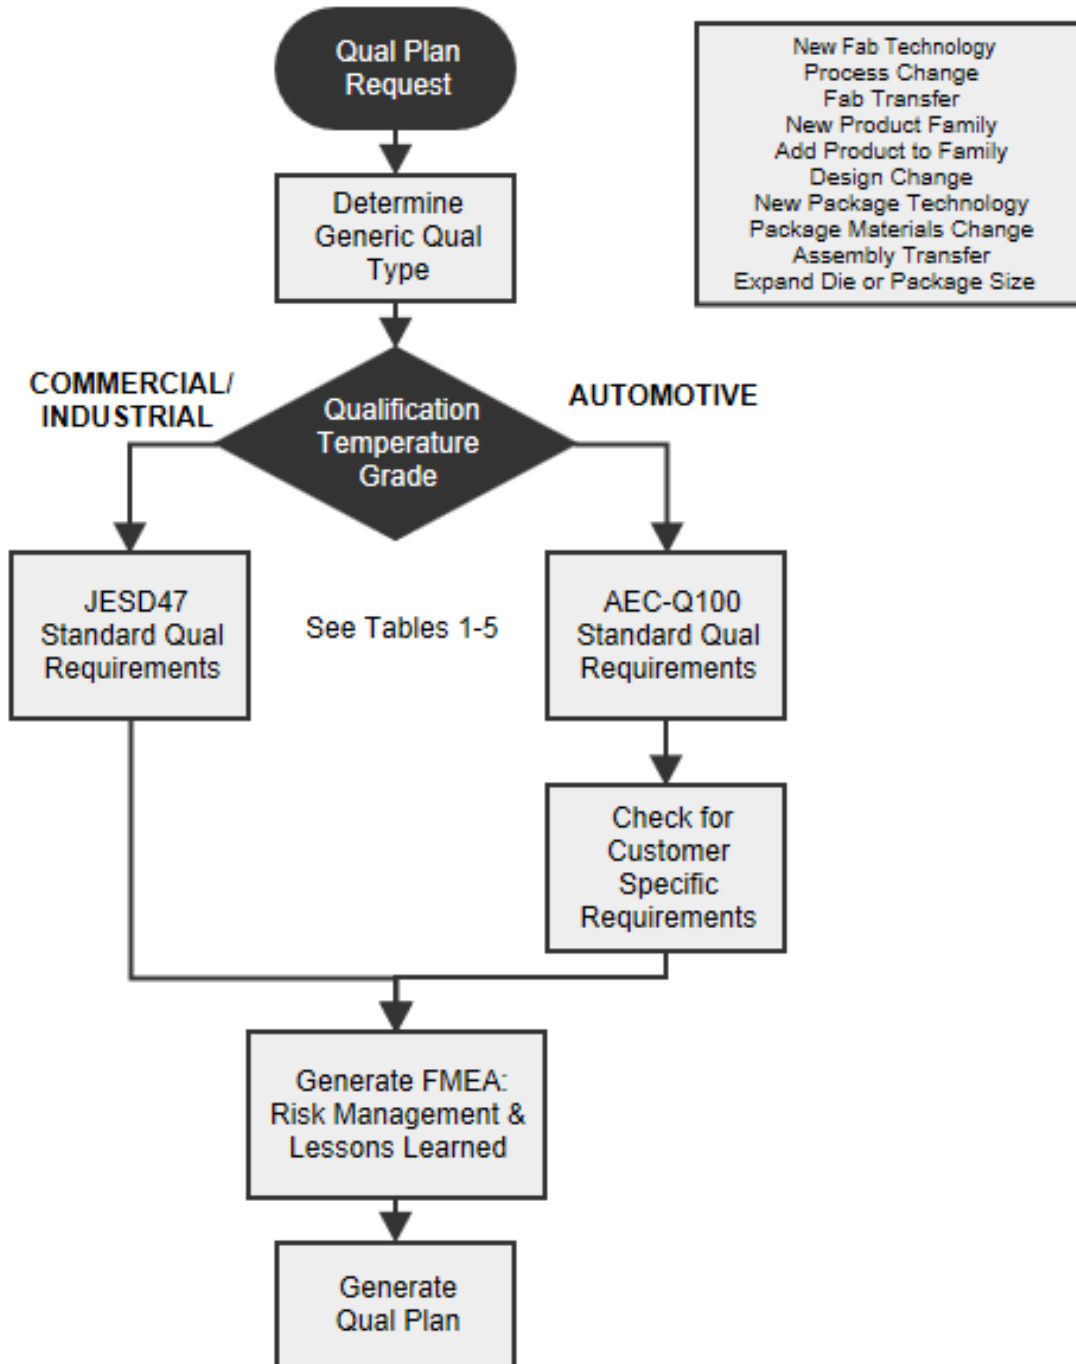 Qual Plan
Request
New Fab Technology
Process Change
Fab Transfer
New Product Family
Add Product to Family
Design Change
New Package Technology
Package Materials Change
Assembly Transfer
Expand Die or Package Size
Determine
Generic Qual
Type
COMMERCIAL/
INDUSTRIAL
Qualification
Temperature
Grade
AUTOMOTIVE
JESD47
Standard Qual
Requirements
See Tables 1-5
AEC-Q100
Standard Qual
Requirements
Check for
Customer
Specific
Requirements
Generate FMEA:
Risk Management &
Lessons Learned
Generate
Qual Plan